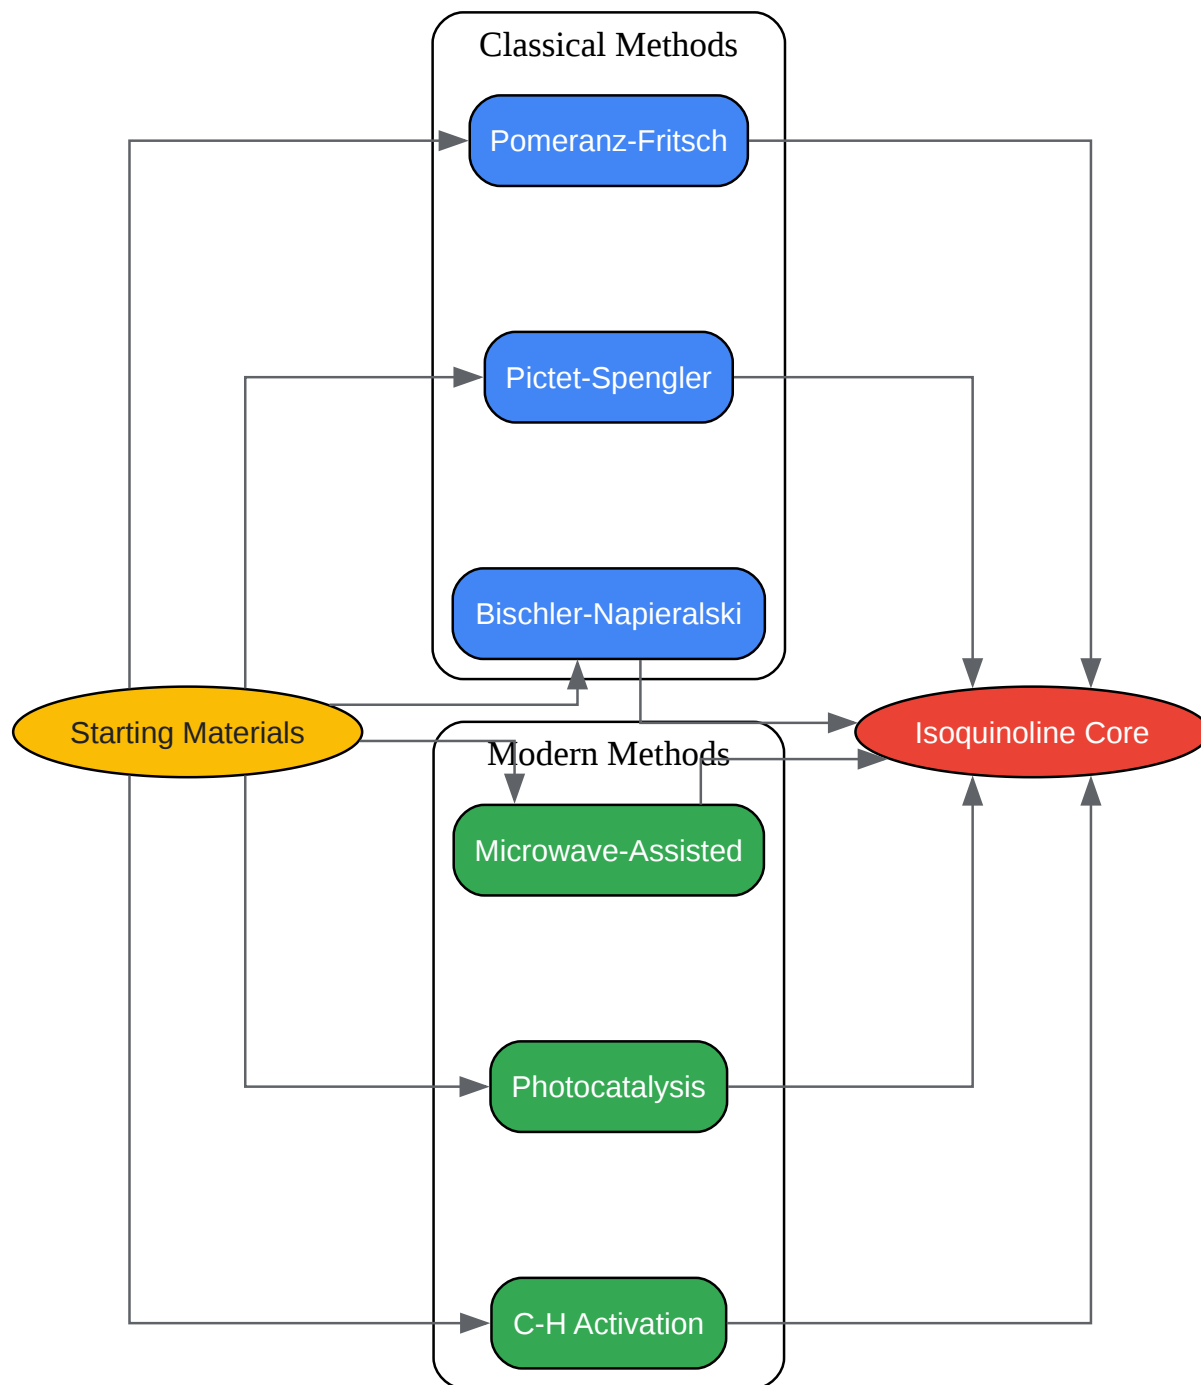 Classical Methods
Pomeranz-Fritsch
Pictet-Spengler
Bischler-Napieralski
Starting Materials
Isoquinoline Core
Modern Methods
Microwave-Assisted
Photocatalysis
C-H Activation